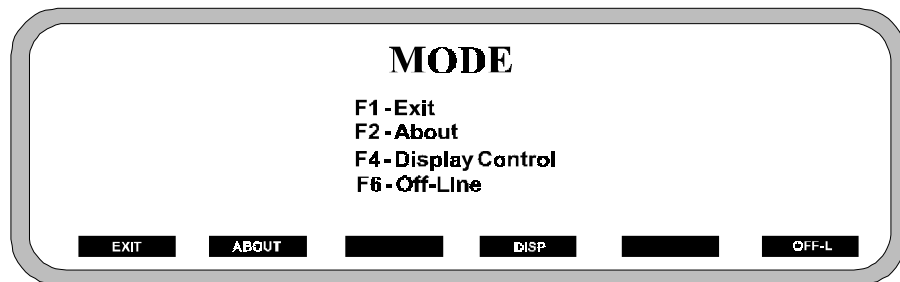 MODE
F1-Exit
F2-About
F4-Display Control
F6-Off-Line
EXIT ABOUT DISP OFF-L